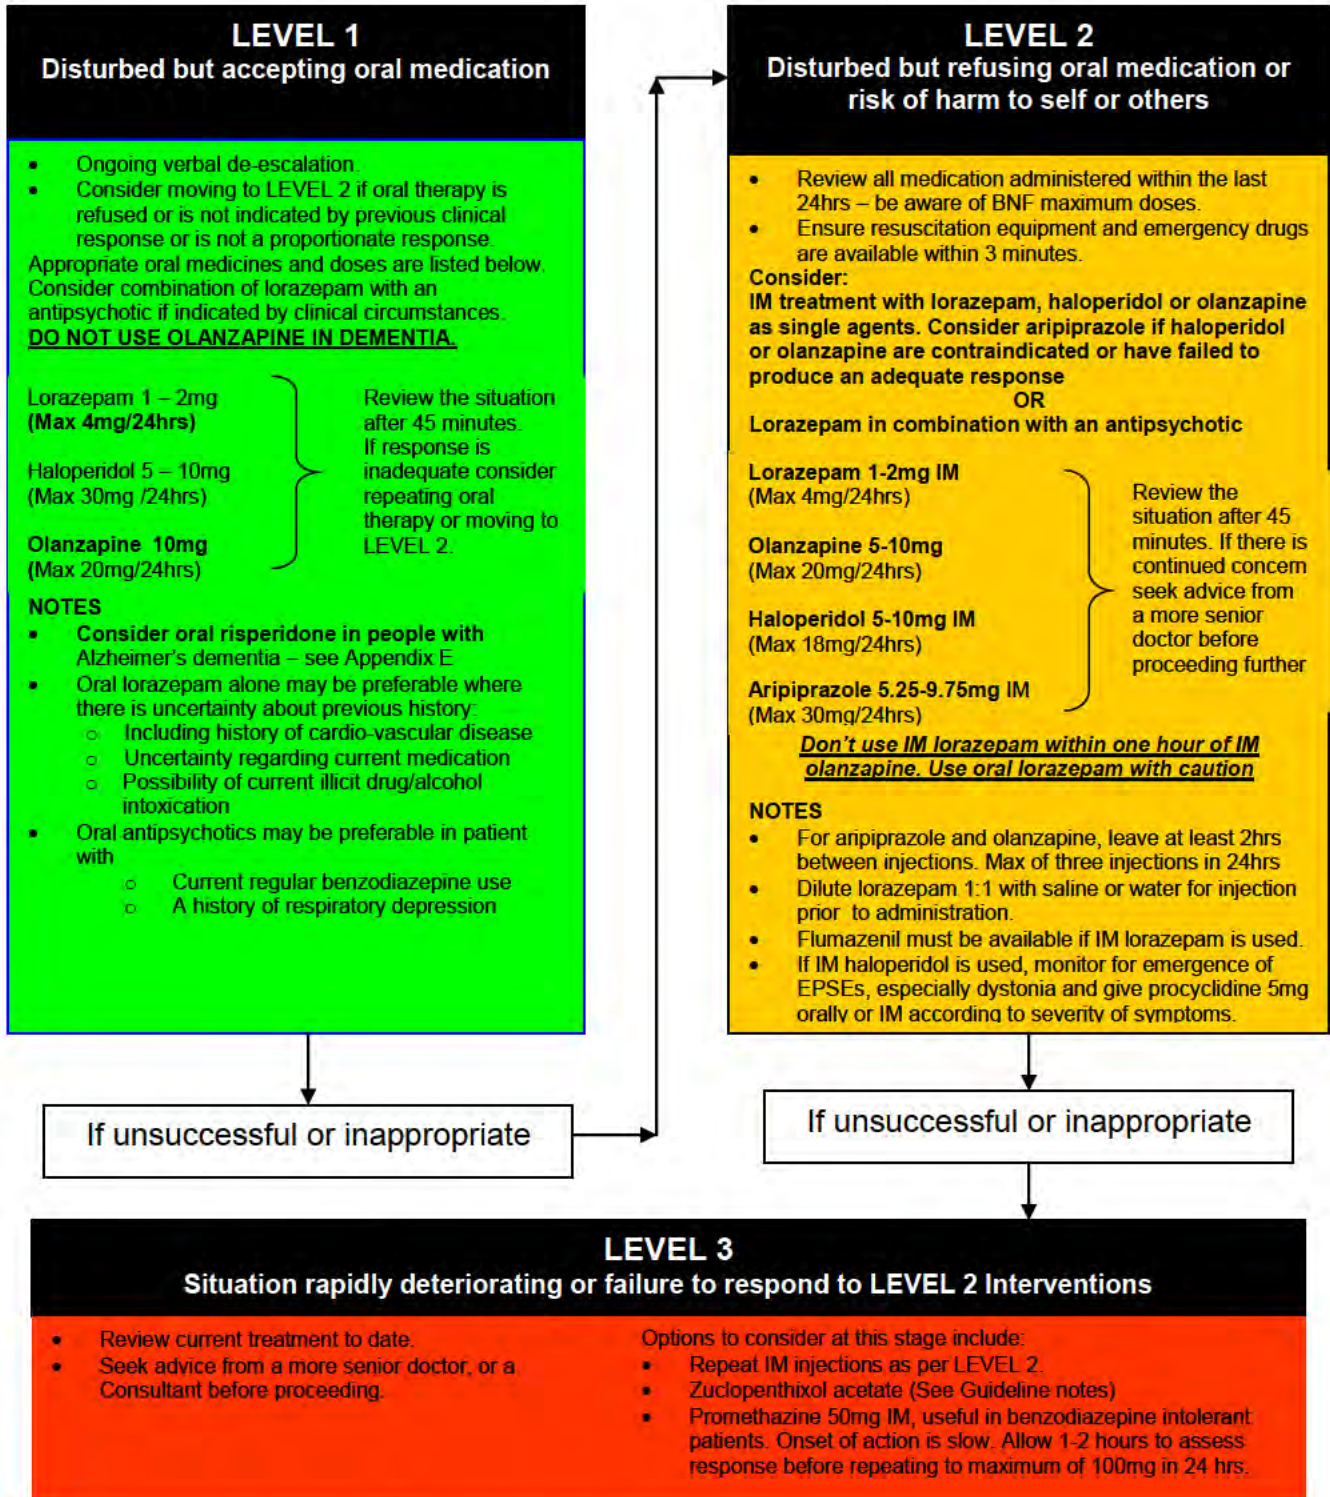 LEVEL 1
Disturbed but accepting oral medication
• Ongoing verbal de-escalation.
• Consider moving to LEVEL 2 if oral therapy is
refused or is not indicated by previous clinical
response or is not a proportionate response.
Appropriate oral medicines and doses are listed below.
Consider combination of lorazepam with an
antipsychotic if indicated by clinical circumstances.
DO NOT USE OLANZAPINE IN DEMENTIA.
Lorazepam 1 – 2mg
(Max 4mg/24hrs)
Haloperidol 5 – 10mg
(Max 30mg /24hrs)
Olanzapine 10mg
(Max 20mg/24hrs)
Review the situation
after 45 minutes.
If response is
inadequate consider
repeating oral
therapy or moving to
LEVEL 2.
NOTES
• Consider oral risperidone in people with
Alzheimer's dementia – see Appendix E
• Oral lorazepam alone may be preferable where
there is uncertainty about previous history:
o Including history of cardio-vascular disease
o Uncertainty regarding current medication
o Possibility of current illicit drug/alcohol
intoxication
• Oral antipsychotics may be preferable in patient
with
o Current regular benzodiazepine use
o A history of respiratory depression
If unsuccessful or inappropriate
LEVEL 2
Disturbed but refusing oral medication or
risk of harm to self or others
• Review all medication administered within the last
24hrs – be aware of BNF maximum doses.
• Ensure resuscitation equipment and emergency drugs
are available within 3 minutes.
Consider:
IM treatment with lorazepam, haloperidol or olanzapine
as single agents. Consider aripiprazole if haloperidol
or olanzapine are contraindicated or have failed to
produce an adequate response
OR
Lorazepam in combination with an antipsychotic
Lorazepam 1-2mg IM
(Max 4mg/24hrs)
Olanzapine 5-10mg
(Max 20mg/24hrs)
Haloperidol 5-10mg IM
(Max 18mg/24hrs)
Aripiprazole 5.25-9.75mg IM
(Max 30mg/24hrs)
Review the
situation after 45
minutes. If there is
continued concern
seek advice from
a more senior
doctor before
proceeding further
Don't use IM lorazepam within one hour of IM
olanzapine. Use oral lorazepam with caution
NOTES
• For aripiprazole and olanzapine, leave at least 2hrs
between injections. Max of three injections in 24hrs
• Dilute lorazepam 1:1 with saline or water for injection
prior to administration.
• Flumazenil must be available if IM lorazepam is used.
• If IM haloperidol is used, monitor for emergence of
EPSEs, especially dystonia and give procyclidine 5mg
orally or IM according to severity of symptoms.
If unsuccessful or inappropriate
LEVEL 3
Situation rapidly deteriorating or failure to respond to LEVEL 2 Interventions
• Review current treatment to date.
• Seek advice from a more senior doctor, or a
Consultant before proceeding.
Options to consider at this stage include:
• Repeat IM injections as per LEVEL 2.
• Zuclopenthixol acetate (See Guideline notes)
• Promethazine 50mg IM, useful in benzodiazepine intolerant
patients. Onset of action is slow. Allow 1-2 hours to assess
response before repeating to maximum of 100mg in 24 hrs.